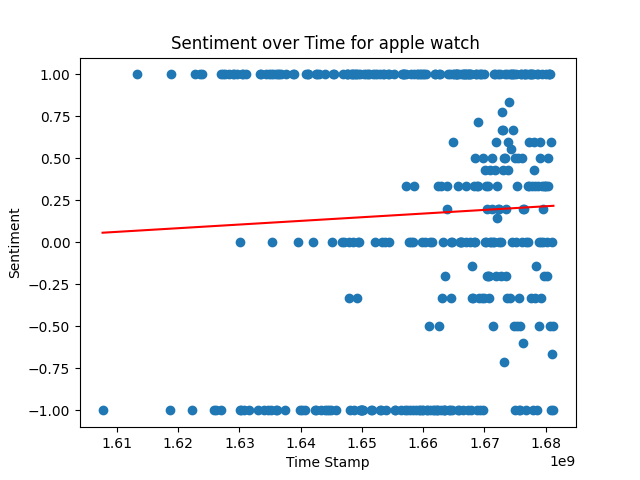 Sentiment over Time for apple watch
1.00
0.75
0.50
0.25
0.00
−0.25
−0.50
−0.75
−1.00
Sentiment
1.61 1.62 1.63 1.64 1.65 1.66 1.67 1.68
1e9
Time Stamp